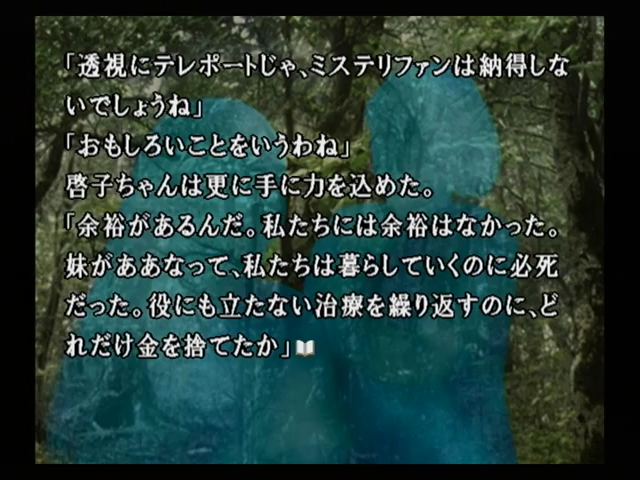 「透視にテレポートじゃ、ミステリファンは納得しな
いでしょうね」
「おもしろいことをいうわね」
啓子ちゃんは更に手に力を込めた。
「余裕があるんだ。私たちには余裕はなかった。
妹がああなって、私たちは暮らしていくのに必死
だった。役にも立たない治療を繰り返すのに、ど
れだけ金を捨てたか」